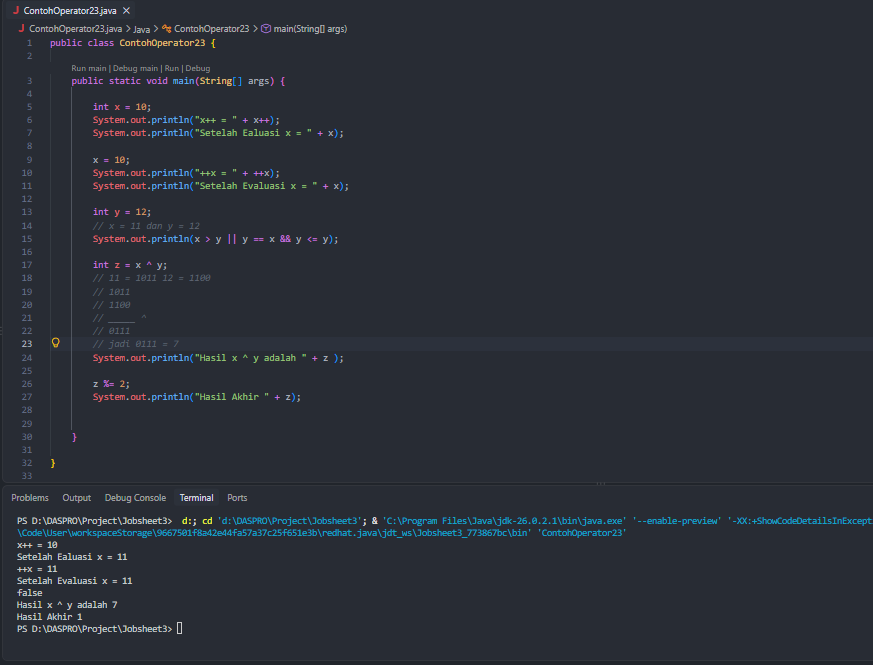 ContohOperator23.java ×
ContohOperator23.java > Java > ContohOperator23 > main(String[] args)
1 public class ContohOperator23 {
2
Run main | Debug main | Run | Debug
3 public static void main(String[] args) {
4
5 int x = 10;
6 System.out.println("x++ = " + x++);
7 System.out.println("Setelah Ealuasi x = " + x);
8
9 x = 10;
10 System.out.println("++x = " + ++x);
11 System.out.println("Setelah Evaluasi x = " + x);
12
13 int y = 12;
14 // x = 11 dan y = 12
15 System.out.println(x > y || y == x && y <= y);
16
17 int z = x ^ y;
18 // 11 = 1011 12 = 1100
19 // 1011
20 // 1100
21 // _____ ^
22 // 0111
23 // jadi 0111 = 7
24 System.out.println("Hasil x ^ y adalah " + z );
25
26 z %= 2;
27 System.out.println("Hasil Akhir " + z);
28
29
30 }
31
32 }
33
Problems Output Debug Console Terminal Ports
PS D:\DASPRO\Project\Jobsheet3> d:; cd 'd:\DASPRO\Project\Jobsheet3'; & 'C:\Program Files\Java\jdk-26.0.2.1\bin\java.exe' '--enable-preview' '-XX:+ShowCodeDetailsInExcept
\Code\User\workspaceStorage\9667501f8a42e44fa57a37c25f651e3b\redhat.java\jdt_ws\Jobsheet3_773867bc\bin' 'ContohOperator23'
x++ = 10
Setelah Ealuasi x = 11
++x = 11
Setelah Evaluasi x = 11
false
Hasil x ^ y adalah 7
Hasil Akhir 1
PS D:\DASPRO\Project\Jobsheet3>